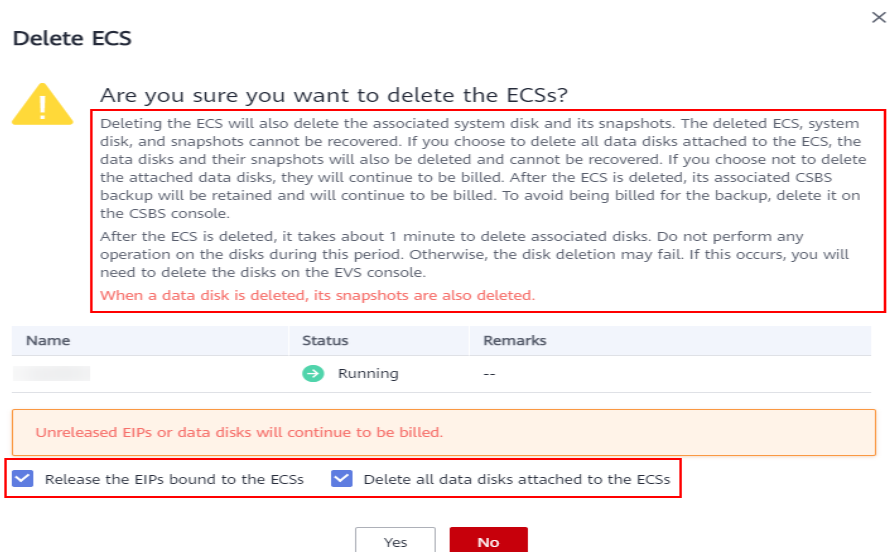 Delete ECS
Are you sure you want to delete the ECSs?
Deleting the ECS will also delete the associated system disk and its snapshots. The deleted ECS, system
disk, and snapshots cannot be recovered. If you choose to delete all data disks attached to the ECS, the
data disks and their snapshots will also be deleted and cannot be recovered. If you choose not to delete
the attached data disks, they will continue to be billed. After the ECS is deleted, its associated CSBS
backup will be retained and will continue to be billed. To avoid being billed for the backup, delete it on
the CSBS console.
After the ECS is deleted, it takes about 1 minute to delete associated disks. Do not perform any
operation on the disks during this period. Otherwise, the disk deletion may fail. If this occurs, you will
need to delete the disks on the EVS console.
When a data disk is deleted, its snapshots are also deleted.
Name Status Remarks
Running --
Unreleased EIPs or data disks will continue to be billed.
Release the EIPs bound to the ECSs Delete all data disks attached to the ECSs
Yes No